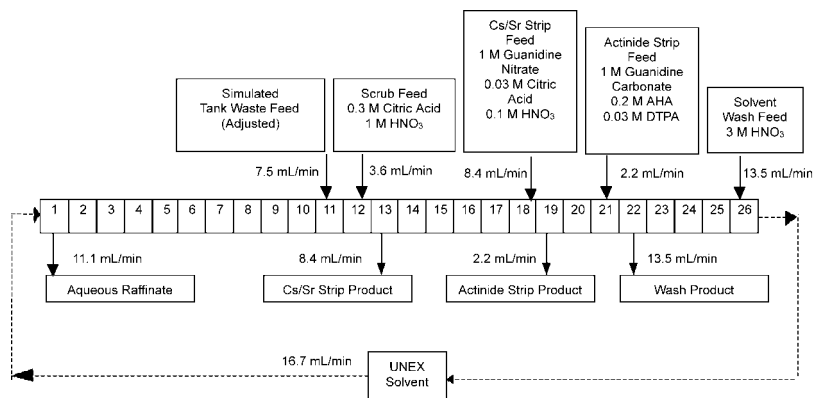 Cs/Sr Strip
Feed
1 M Guanidine
Nitrate
0.03 M Citric
Acid
0.1 M HNO₃
Actinide Strip
Feed
1 M Guanidine
Carbonate
0.2 M AHA
0.03 M DTPA
Simulated
Tank Waste Feed
(Adjusted)
Scrub Feed
0.3 M Citric Acid
1 M HNO₃
Solvent
Wash Feed
3 M HNO₃
7.5 mL/min 3.6 mL/min 8.4 mL/min 2.2 mL/min 13.5 mL/min
1 2 3 4 5 6 7 8 9 10 11 12 13 14 15 16 17 18 19 20 21 22 23 24 25 26
11.1 mL/min 8.4 mL/min 2.2 mL/min 13.5 mL/min
Aqueous Raffinate Cs/Sr Strip Product Actinide Strip Product Wash Product
16.7 mL/min
UNEX
Solvent